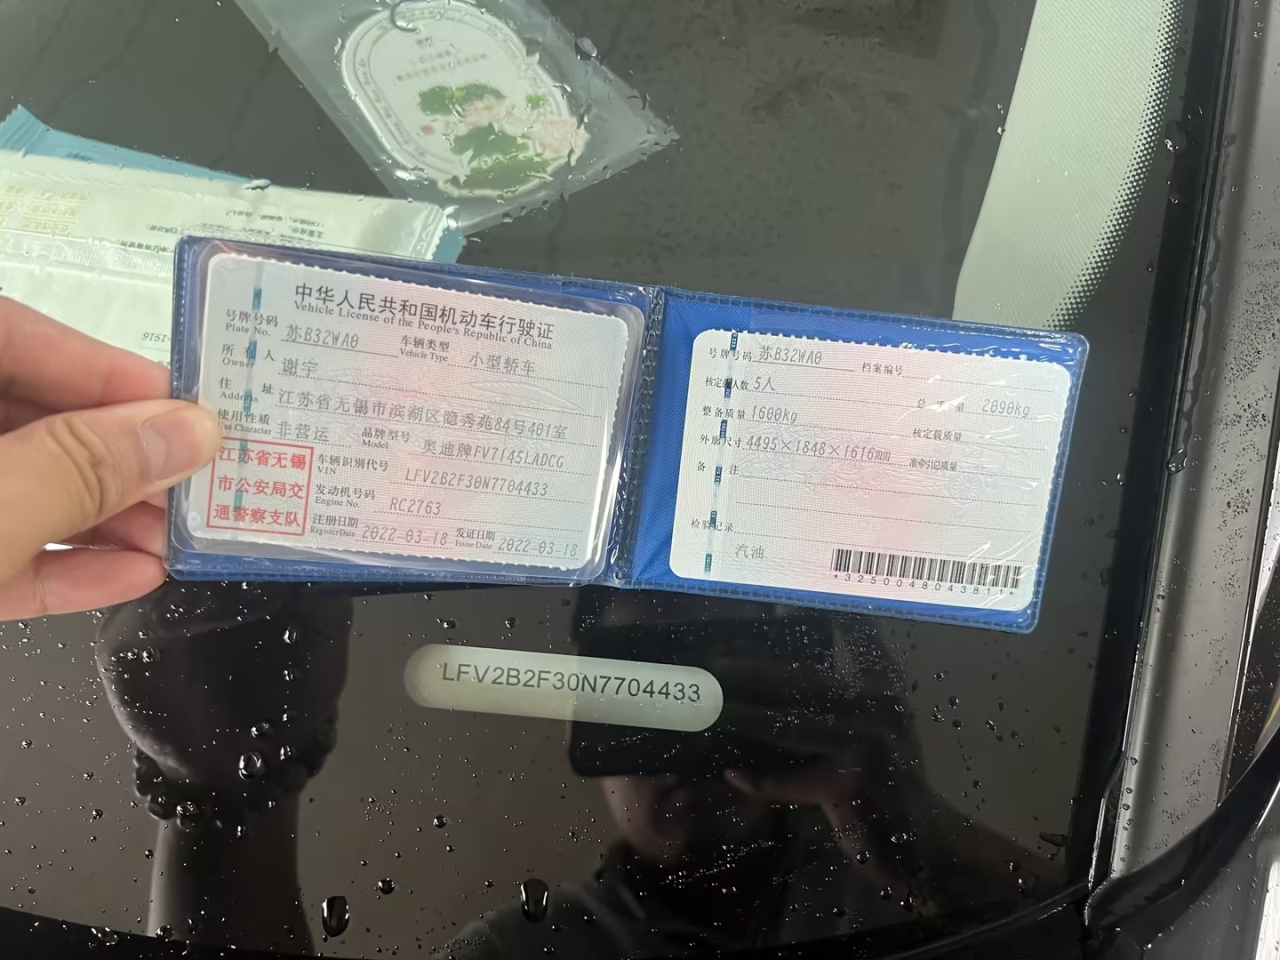 中华人民共和国机动车行驶证
Vehicle License of the People's Republic of China
号牌号码 苏B32WA0 车辆类型 小型轿车
Plate No. Vehicle Type
所有人 谢宇
Owner
住址 江苏省无锡市滨湖区隐秀苑84号401室
Address
使用性质 非营运 品牌型号 奥迪牌FV7145LADCG
Use Character Model
江苏省无锡
市公安局交
通警察支队
车辆识别代号 LFV2B2F30N7704433
VIN
发动机号码 RC2763
Engine No.
注册日期 2022-03-18 发证日期 2022-03-18
Register Date Issue Date
号牌号码 苏B32WA0 档案编号
核定载人数 5人 总质量 2090kg
整备质量 1600kg 核定载质量
外廓尺寸 4495×1848×1616mm 准牵引总质量
备注
检验记录
汽油
*3250048043811*
LFV2B2F30N7704433